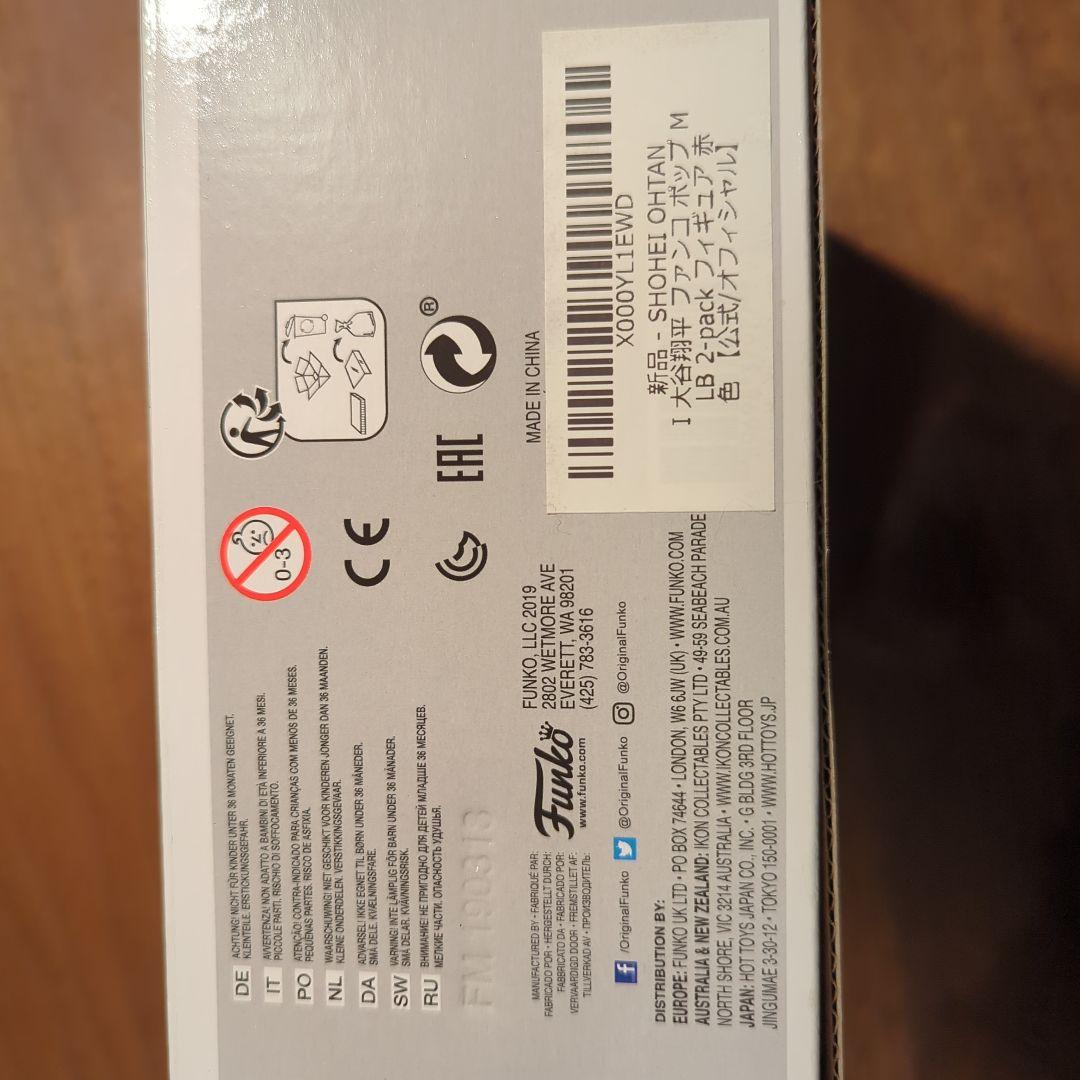 DE ACHTUNG! NICHT FÜR KINDER UNTER 36 MONATEN GEEIGNET.
KLEINTEILE. ERSTICKUNGSGEFAHR.
IT AVVERTENZA! NON ADATTO A BAMBINI DI ETÀ INFERIORE A 36 MESI.
PICCOLE PARTI. RISCHIO DI SOFFOCAMENTO.
PO ATENÇÃO! CONTRA-INDICADO PARA CRIANÇAS COM MENOS DE 36 MESES.
PEQUENAS PARTES. RISCO DE ASFIXIA.
NL WAARSCHUWING! NIET GESCHIKT VOOR KINDEREN JONGER DAN 36 MAANDEN.
KLEINE ONDERDELEN. VERSTIKKINGSGEVAAR.
DA ADVARSEL! IKKE EGNET TIL BØRN UNDER 36 MÅNEDER.
SMÅ DELE. KVÆLNINGSFARE.
SW VARNING! INTE LÄMPLIG FÖR BARN UNDER 36 MÅNADER.
SMÅ DELAR. KVÄVNINGSRISK.
RU ВНИМАНИЕ! НЕ ПРИГОДНО ДЛЯ ДЕТЕЙ МЛАДШЕ 36 МЕСЯЦЕВ.
МЕЛКИЕ ЧАСТИ. ОПАСНОСТЬ УДУШЬЯ.
0-3
CE
EAC
®
MANUFACTURED BY • FABRIQUÉ PAR:
FABRICADO POR • HERGESTELLT DURCH:
FABBRICATO DA • FABRICADO POR:
VERVAARDIGD DOOR • FREMSTILLET AF:
TILLVERKAD AV • ПРОИЗВОДИТЕЛЬ:
Funko
www.funko.com
FUNKO, LLC 2019
2802 WETMORE AVE
EVERETT, WA 98201
(425) 783-3616
MADE IN CHINA
/OriginalFunko @OriginalFunko @OriginalFunko
DISTRIBUTION BY:
EUROPE: FUNKO UK LTD • PO BOX 74644 • LONDON, W6 6JW (UK) • WWW.FUNKO.COM
AUSTRALIA & NEW ZEALAND: IKON COLLECTABLES PTY LTD • 49-59 SEABEACH PARADE
NORTH SHORE, VIC 3214 AUSTRALIA • WWW.IKONCOLLECTABLES.COM.AU
JAPAN: HOT TOYS JAPAN CO., INC. • G BLDG 3RD FLOOR
JINGUMAE 3-30-12 • TOKYO 150-0001 • WWW.HOTTOYS.JP
X000YL1EWD
新品 - SHOHEI OHTAN
I 大谷翔平 ファンコ ポップ M
LB 2-pack フィギュア 赤
色 【公式/オフィシャル】